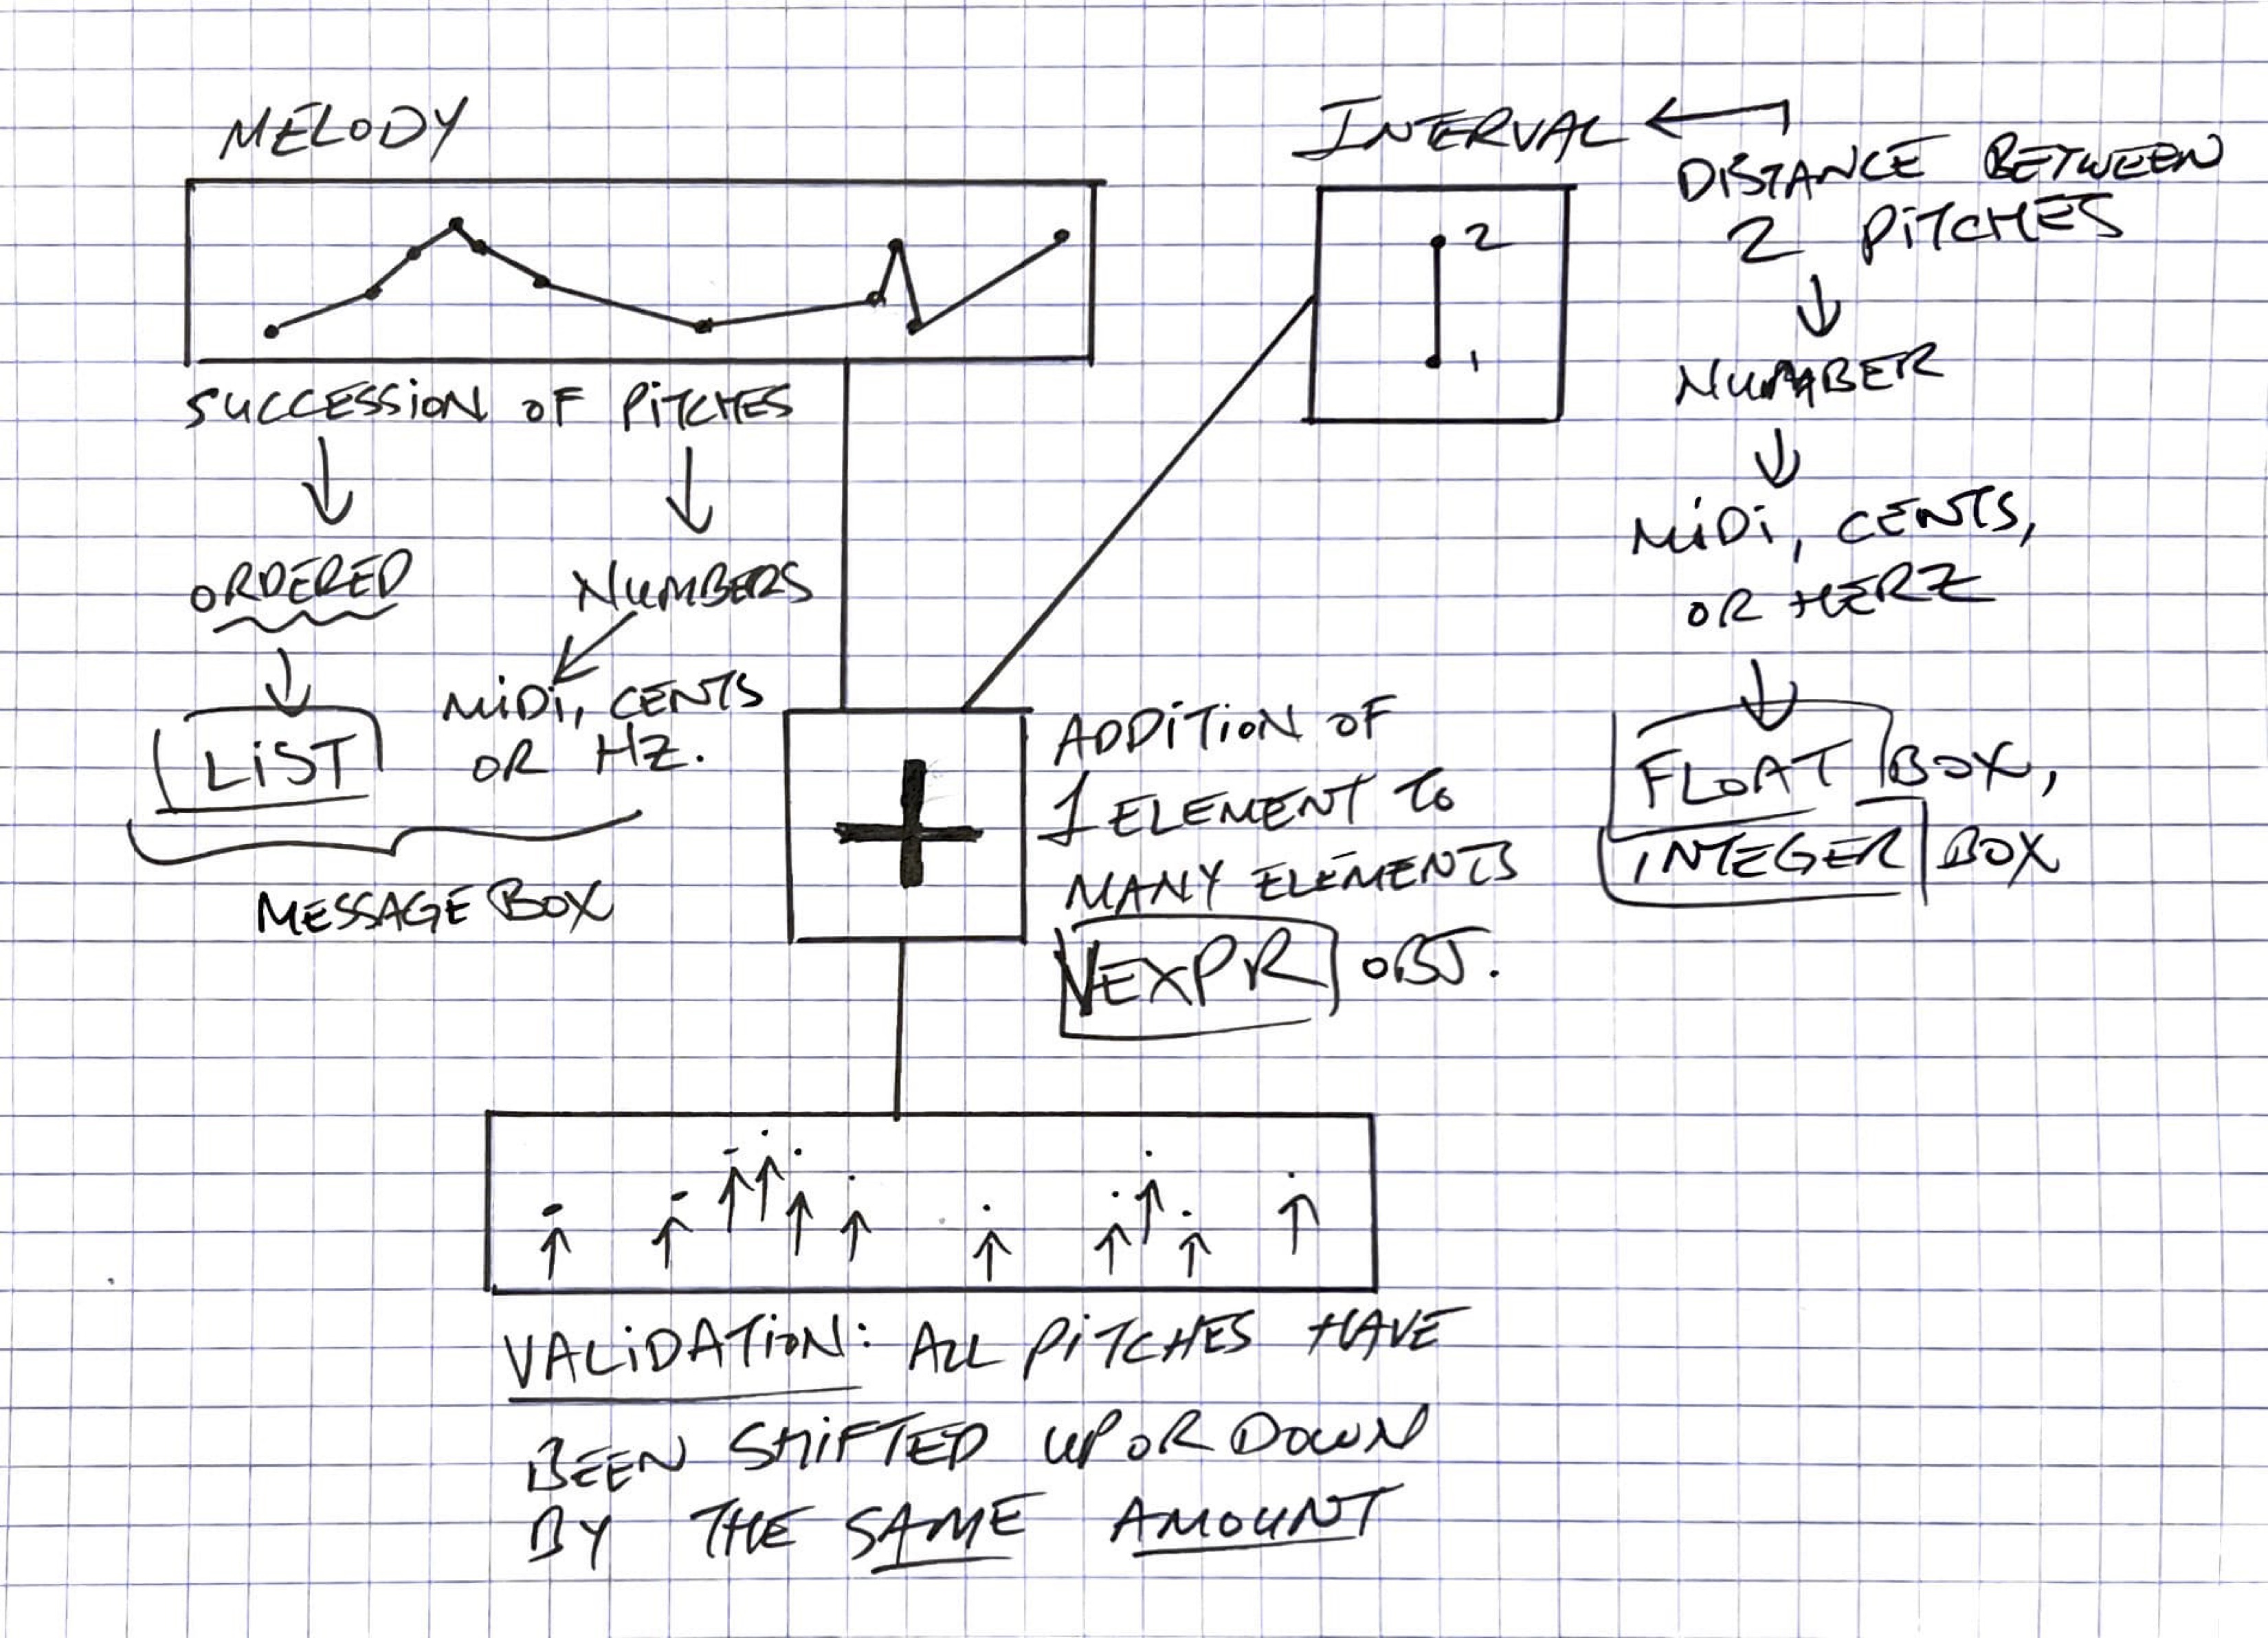 MELODY
SUCCESSION OF PITCHES
ORDERED
NUMBERS
LIST
MIDI, CENTS
OR HZ.
MESSAGE BOX
INTERVAL
DISTANCE BETWEEN
2 PITCHES
2
1
NUMBER
MIDI, CENTS,
OR HERZ
FLOAT BOX,
INTEGER BOX
+
ADDITION OF
1 ELEMENT TO
MANY ELEMENTS
VEXPR OBJ.
VALIDATION: ALL PITCHES HAVE
BEEN SHIFTED UP OR DOWN
BY THE SAME AMOUNT